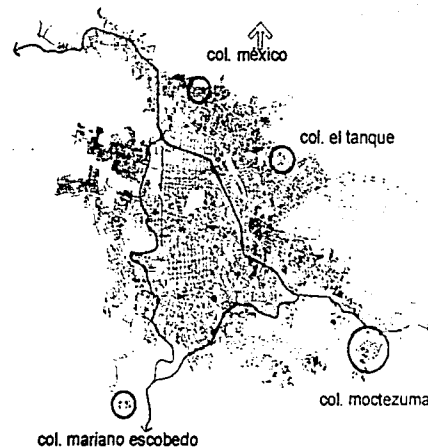 col. méxico
col. el tanque
col. moctezuma
col. mariano escobedo